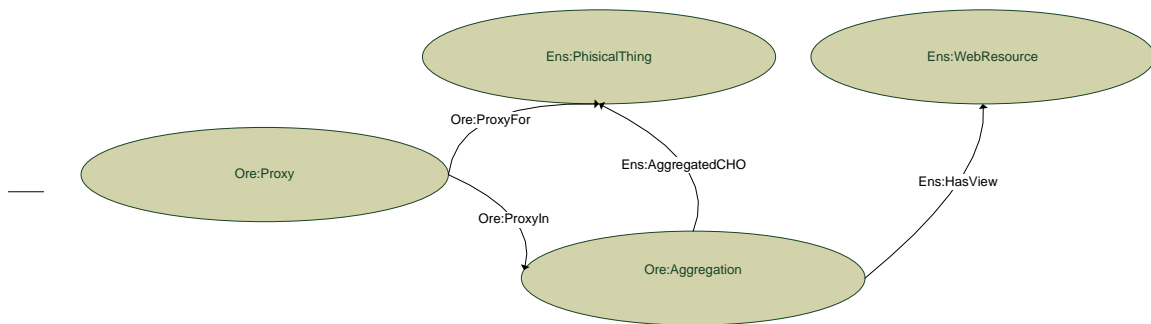 Ens:PhisicalThing
Ens:WebResource
Ore:ProxyFor
Ens:AggregatedCHO
Ore:Proxy
Ens:HasView
Ore:ProxyIn
Ore:Aggregation